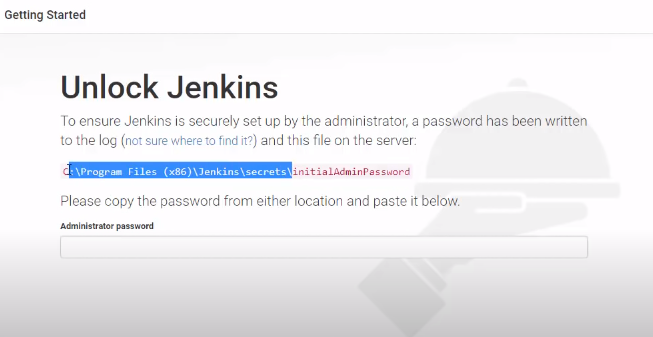 Getting Started
Unlock Jenkins
To ensure Jenkins is securely set up by the administrator, a password has been written
to the log (not sure where to find it?) and this file on the server:
C:\Program Files (x86)\Jenkins\secrets\initialAdminPassword
Please copy the password from either location and paste it below.
Administrator password